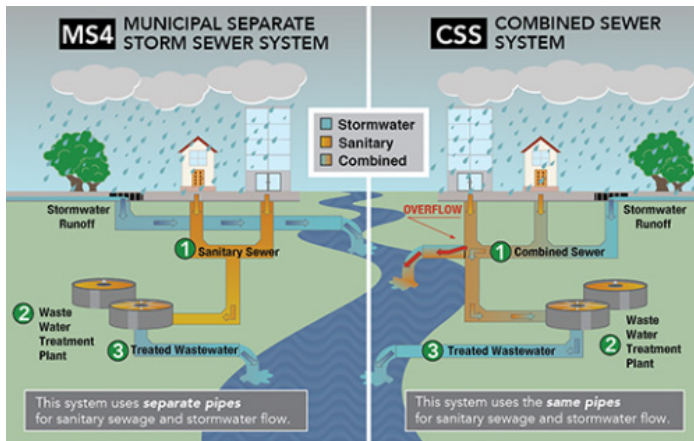 MS4 MUNICIPAL SEPARATE
STORM SEWER SYSTEM
CSS COMBINED SEWER
SYSTEM
Stormwater
Sanitary
Combined
Stormwater
Runoff
1 Sanitary Sewer
2 Waste
Water
Treatment
Plant
3 Treated Wastewater
This system uses separate pipes
for sanitary sewage and stormwater flow.
OVERFLOW
Stormwater
Runoff
1 Combined Sewer
2 Waste
Water
Treatment
Plant
3 Treated Wastewater
This system uses the same pipes
for sanitary sewage and stormwater flow.